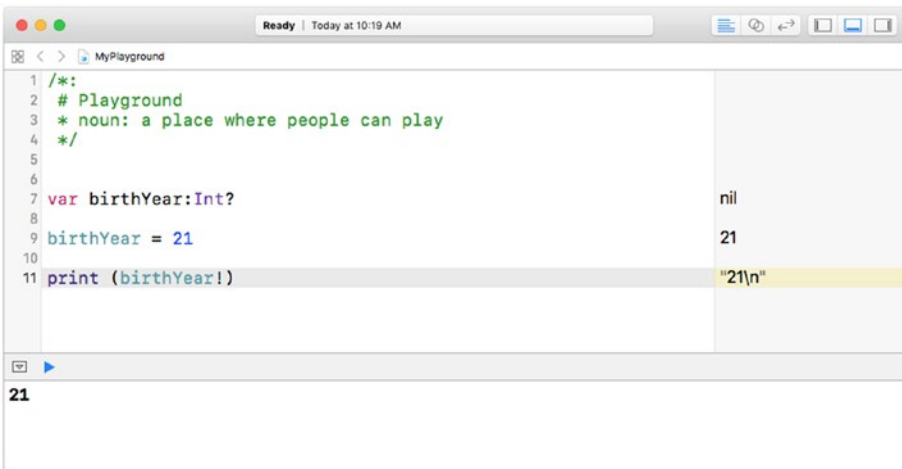 Ready | Today at 10:19 AM
MyPlayground
1 /*:
2 # Playground
3 * noun: a place where people can play
4 */
5
6
7 var birthYear:Int? nil
8
9 birthYear = 21 21
10
11 print (birthYear!) "21\n"
21